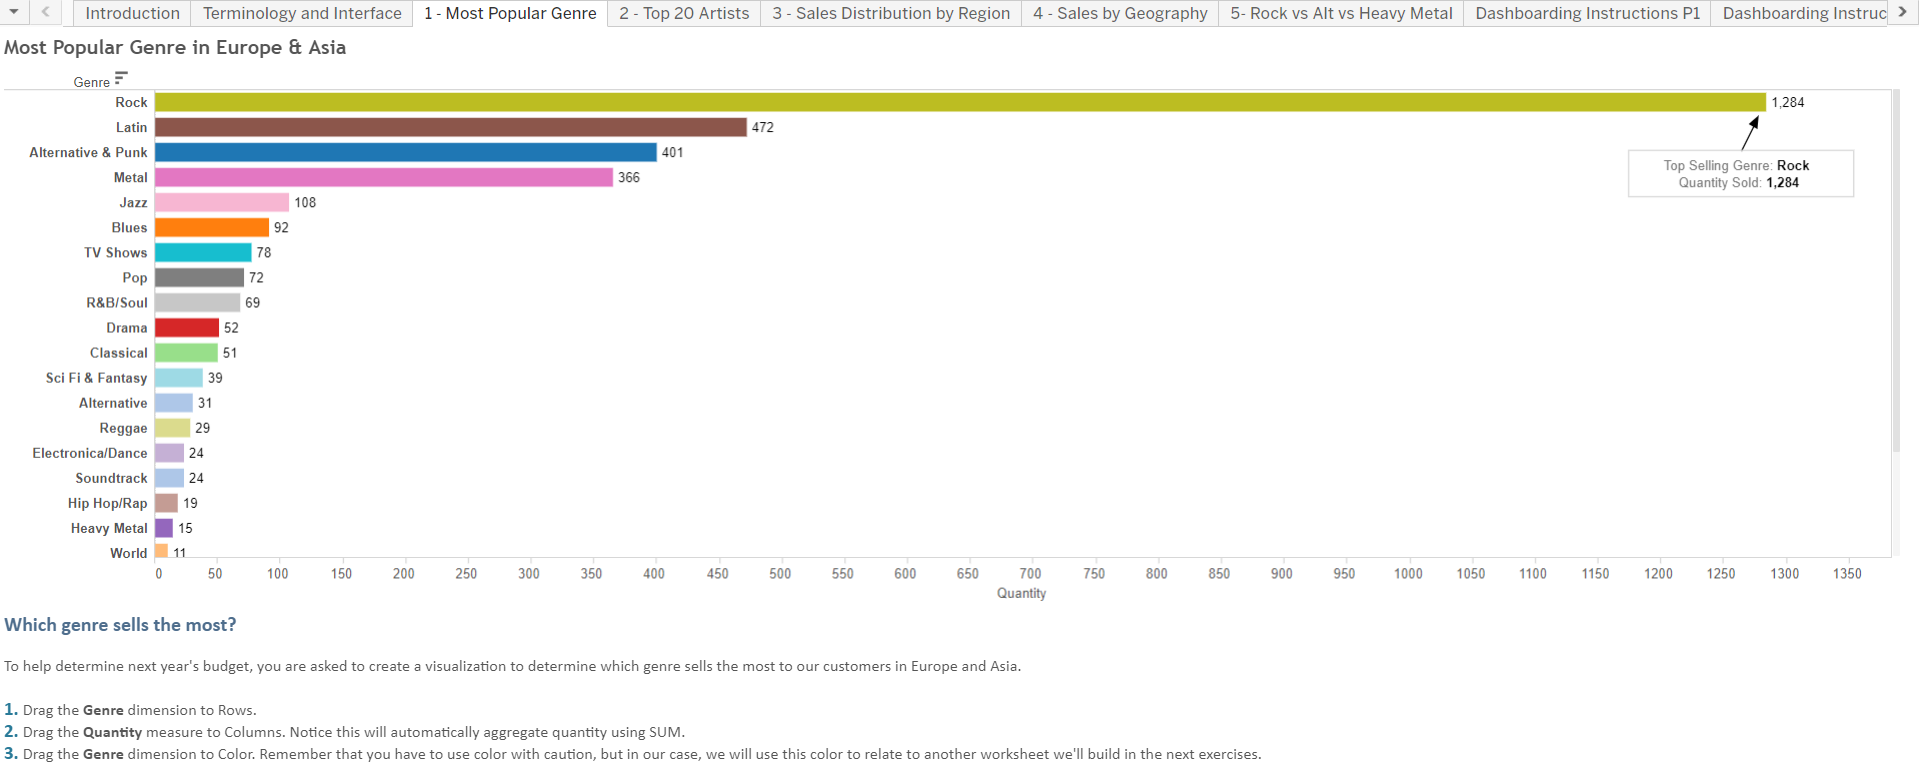 Introduction
Terminology and Interface
1 - Most Popular Genre
2 - Top 20 Artists
3 - Sales Distribution by Region
4 - Sales by Geography
5- Rock vs Alt vs Heavy Metal
Dashboarding Instructions P1
Dashboarding Instruc
Most Popular Genre in Europe & Asia
Genre
Rock 1,284
Latin 472
Alternative & Punk 401
Top Selling Genre: Rock
Quantity Sold: 1,284
Metal 366
Jazz 108
Blues 92
TV Shows 78
Pop 72
R&B/Soul 69
Drama 52
Classical 51
Sci Fi & Fantasy 39
Alternative 31
Reggae 29
Electronica/Dance 24
Soundtrack 24
Hip Hop/Rap 19
Heavy Metal 15
World 11
0 50 100 150 200 250 300 350 400 450 500 550 600 650 700 750 800 850 900 950 1000 1050 1100 1150 1200 1250 1300 1350
Quantity
Which genre sells the most?
To help determine next year's budget, you are asked to create a visualization to determine which genre sells the most to our customers in Europe and Asia.
1. Drag the Genre dimension to Rows.
2. Drag the Quantity measure to Columns. Notice this will automatically aggregate quantity using SUM.
3. Drag the Genre dimension to Color. Remember that you have to use color with caution, but in our case, we will use this color to relate to another worksheet we'll build in the next exercises.